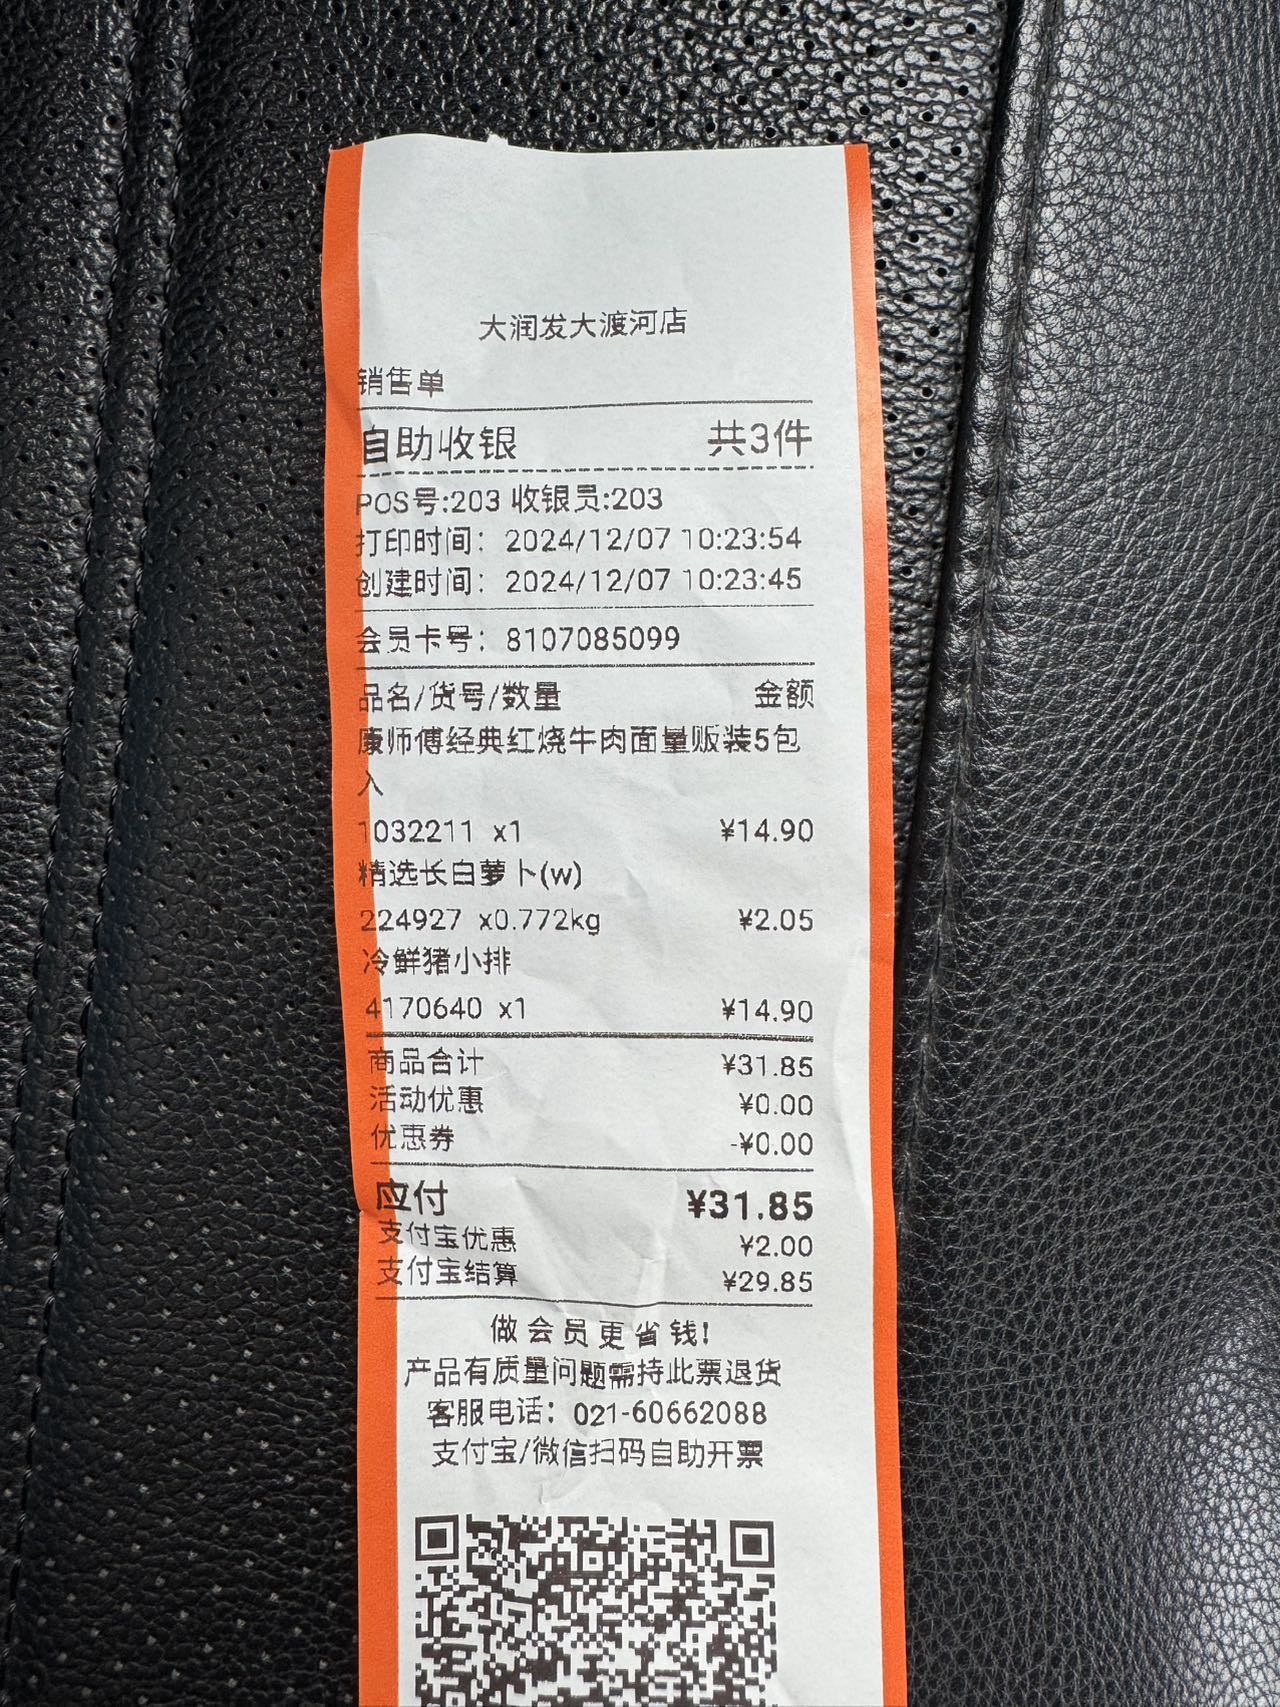 大润发大渡河店
销售单
自助收银 共3件
POS号:203 收银员:203
打印时间：2024/12/07 10:23:54
创建时间：2024/12/07 10:23:45
会员卡号：8107085099
品名/货号/数量 金额
康师傅经典红烧牛肉面量贩装5包
入
1032211 x1 ¥14.90
精选长白萝卜(w)
224927 x0.772kg ¥2.05
冷鲜猪小排
4170640 x1 ¥14.90
商品合计 ¥31.85
活动优惠 ¥0.00
优惠券 -¥0.00
应付 ¥31.85
支付宝优惠 ¥2.00
支付宝结算 ¥29.85
做会员更省钱!
产品有质量问题需持此票退货
客服电话：021-60662088
支付宝/微信扫码自助开票